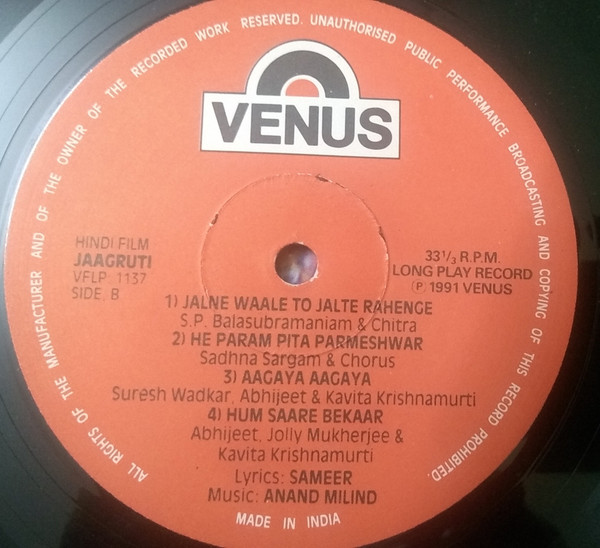 ALL RIGHTS OF THE MANUFACTURER AND OF THE OWNER OF THE RECORDED WORK RESERVED. UNAUTHORISED PUBLIC PERFORMANCE BROADCASTING AND COPYING OF THIS RECORD PROHIBITED.
VENUS
HINDI FILM
JAAGRUTI
VFLP 1137
SIDE. B
33 1/3 R.P.M.
LONG PLAY RECORD
Ⓟ 1991 VENUS
1) JALNE WAALE TO JALTE RAHENGE
S.P. Balasubramaniam & Chitra
2) HE PARAM PITA PARMESHWAR
Sadhna Sargam & Chorus
3) AAGAYA AAGAYA
Suresh Wadkar, Abhijeet & Kavita Krishnamurti
4) HUM SAARE BEKAAR
Abhijeet, Jolly Mukherjee &
Kavita Krishnamurti
Lyrics: SAMEER
Music: ANAND MILIND
MADE IN INDIA